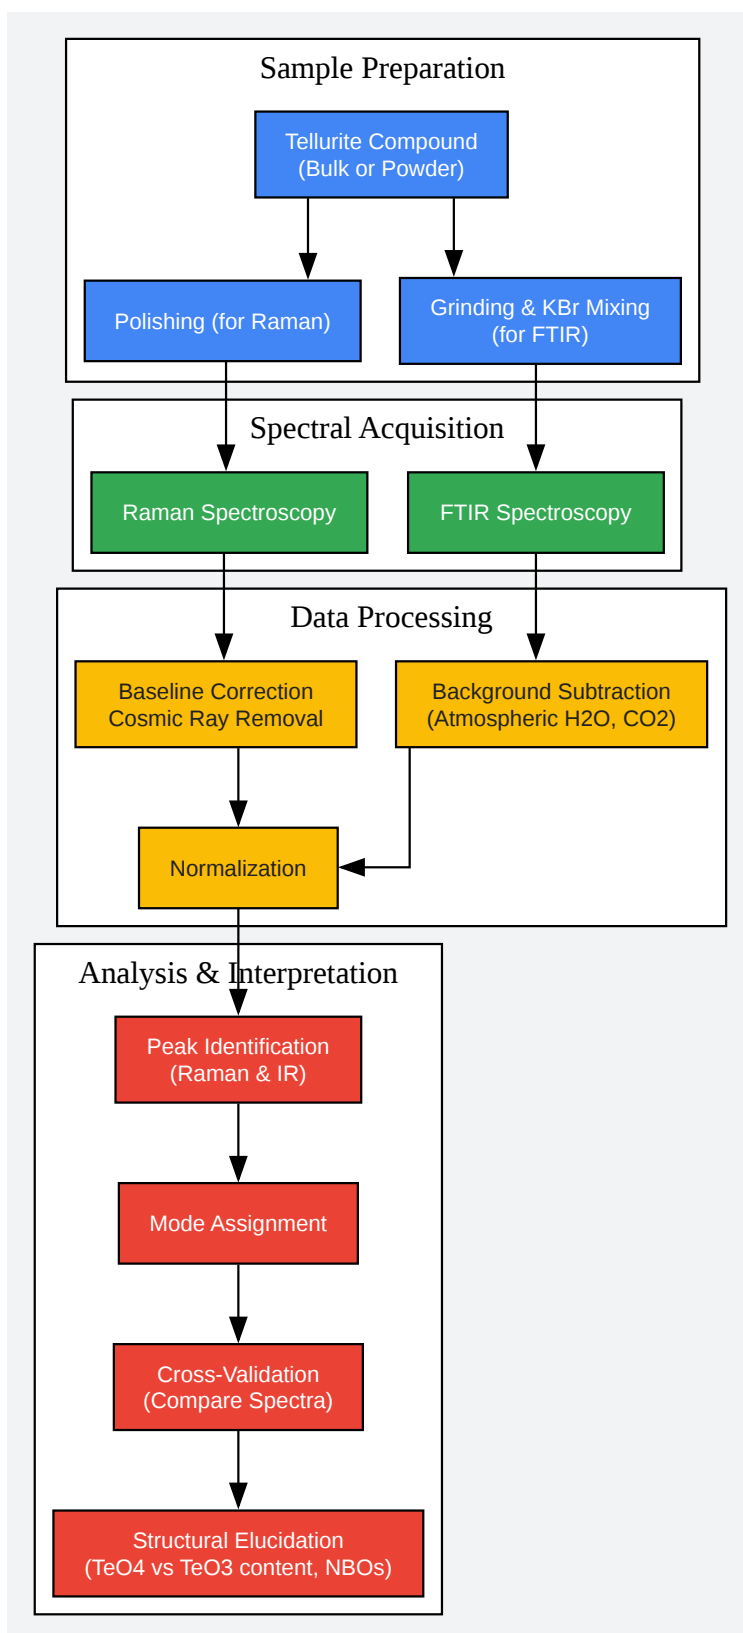 Sample Preparation
Tellurite Compound
(Bulk or Powder)
Polishing (for Raman)
Grinding & KBr Mixing
(for FTIR)
Spectral Acquisition
Raman Spectroscopy
FTIR Spectroscopy
Data Processing
Baseline Correction
Cosmic Ray Removal
Background Subtraction
(Atmospheric H2O, CO2)
Normalization
Analysis & Interpretation
Peak Identification
(Raman & IR)
Mode Assignment
Cross-Validation
(Compare Spectra)
Structural Elucidation
(TeO4 vs TeO3 content, NBOs)